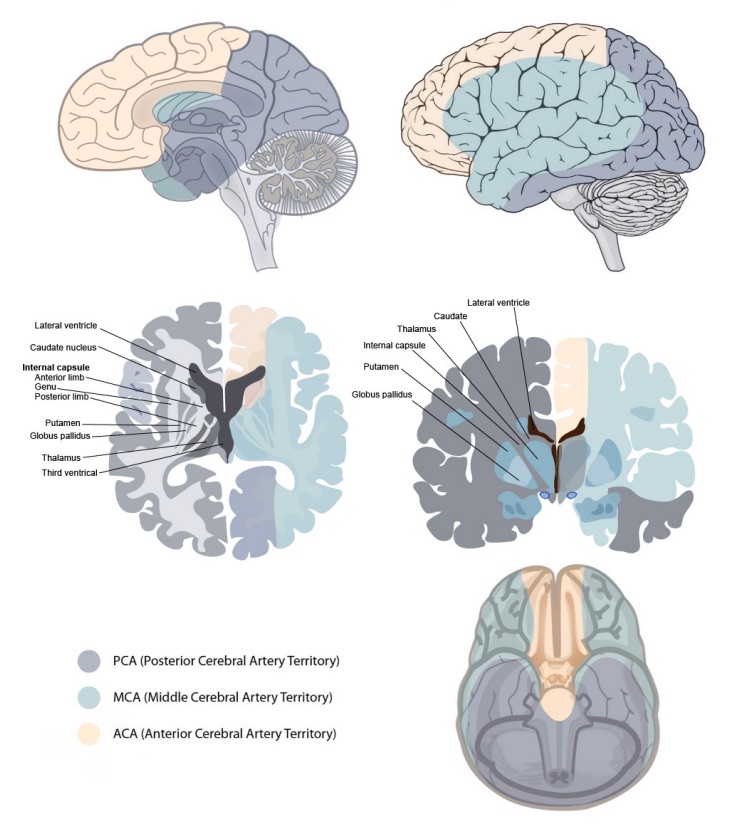 Lateral ventricle
Caudate nucleus
Internal capsule
Anterior limb
Genu
Posterior limb
Putamen
Globus pallidus
Thalamus
Third ventrical
Lateral ventricle
Caudate
Thalamus
Internal capsule
Putamen
Globus pallidus
PCA (Posterior Cerebral Artery Territory)
MCA (Middle Cerebral Artery Territory)
ACA (Anterior Cerebral Artery Territory)